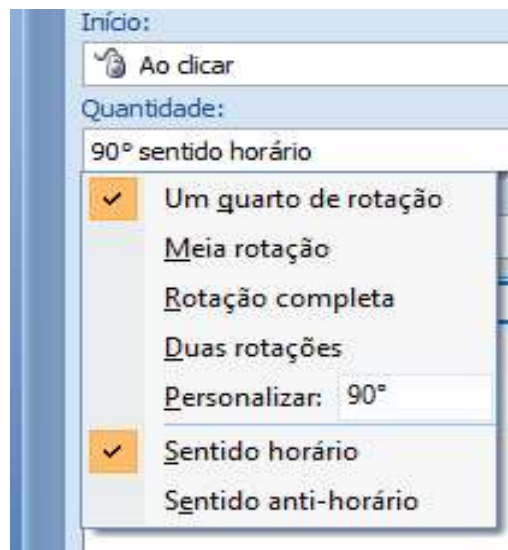 Início:
Ao clicar
Quantidade:
90° sentido horário
Um quarto de rotação
Meia rotação
Rotação completa
Duas rotações
Personalizar: 90°
Sentido horário
Sentido anti-horário